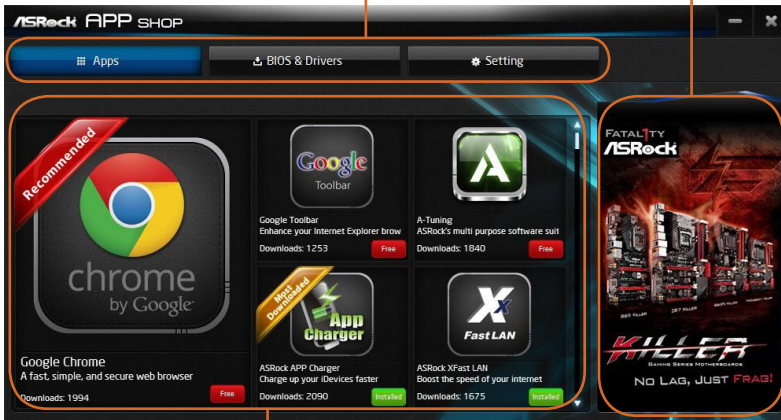 ASRock APP SHOP
Apps
BIOS & Drivers
Setting
Recommended
chrome
by Google
Google Chrome
A fast, simple, and secure web browser
Downloads: 1994
Free
Google
Toolbar
Google Toolbar
Enhance your Internet Explorer brow
Downloads: 1253
Free
A
A-Tuning
ASRock's multi purpose software suit
Downloads: 1840
Free
Most
Downloaded
App
Charger
ASRock APP Charger
Charge up your iDevices faster
Downloads: 2090
Installed
X
FastLAN
ASRock XFast LAN
Boost the speed of your internet
Downloads: 1675
Installed
FATAL1TY
ASRock
KILLER
GAMING SERIES MOTHERBOARDS
NO LAG, JUST FRAG!